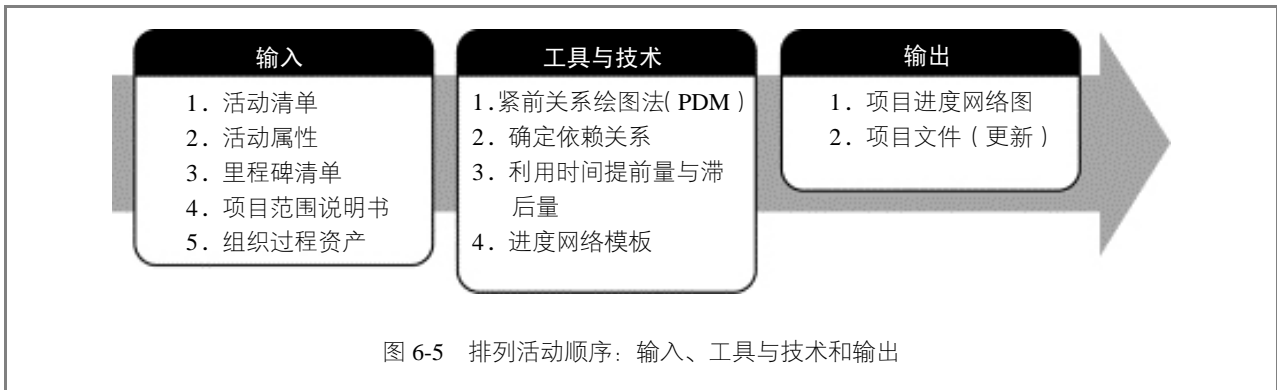 输入
1．活动清单
2．活动属性
3．里程碑清单
4．项目范围说明书
5．组织过程资产
工具与技术
1.紧前关系绘图法（PDM）
2．确定依赖关系
3．利用时间提前量与滞
后量
4．进度网络模板
输出
1．项目进度网络图
2．项目文件（更新）
图 6-5 排列活动顺序：输入、工具与技术和输出